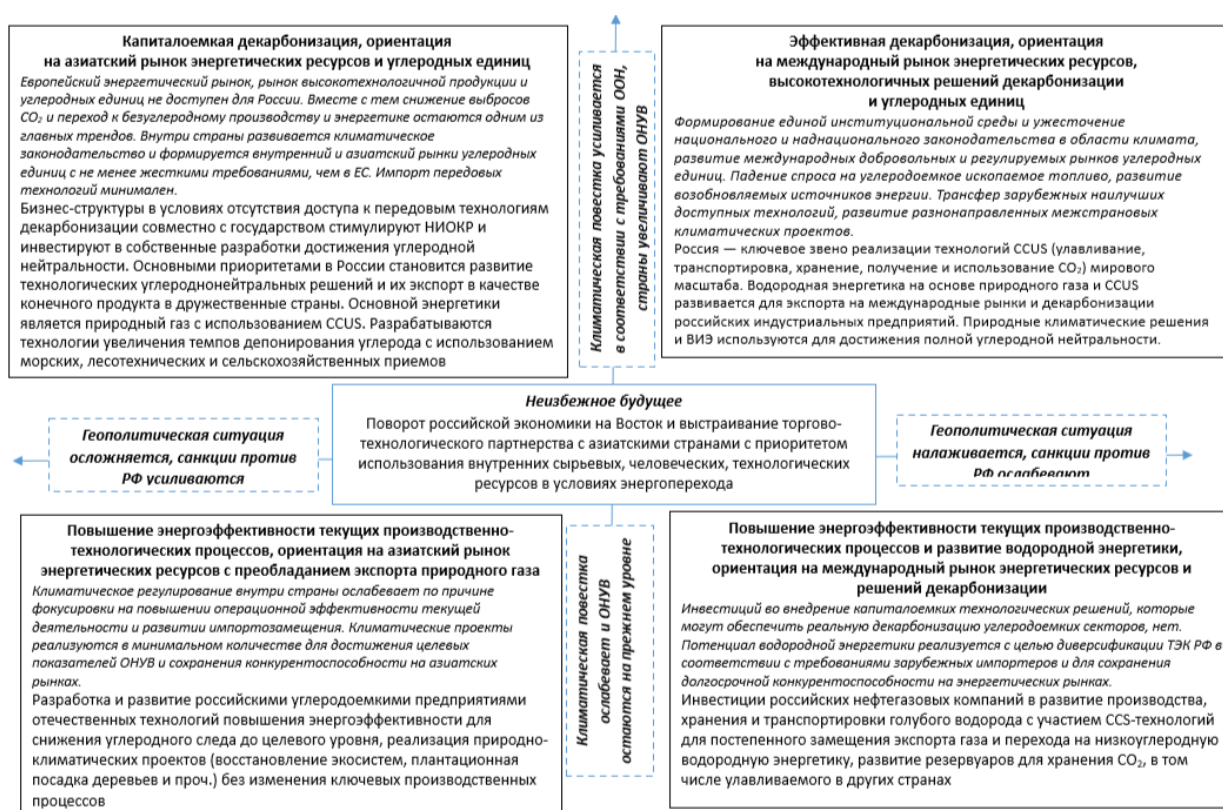 Капиталоемкая декарбонизация, ориентация
на азиатский рынок энергетических ресурсов и углеродных единиц
Европейский энергетический рынок, рынок высокотехнологичной продукции и
углеродных единиц не доступен для России. Вместе с тем снижение выбросов
CO₂ и переход к безуглеродному производству и энергетике остаются одним из
главных трендов. Внутри страны развивается климатическое
законодательство и формируется внутренний и азиатский рынки углеродных
единиц с не менее жесткими требованиями, чем в ЕС. Импорт передовых
технологий минимален.
Бизнес-структуры в условиях отсутствия доступа к передовым технологиям
декарбонизации совместно с государством стимулируют НИОКР и
инвестируют в собственные разработки достижения углеродной
нейтральности. Основными приоритетами в России становится развитие
технологических углероднонейтральных решений и их экспорт в качестве
конечного продукта в дружественные страны. Основной энергетики
является природный газ с использованием CCUS. Разрабатываются
технологии увеличения темпов депонирования углерода с использованием
морских, лесотехнических и сельскохозяйственных приемов
Климатическая повестка усиливается
в соответствии с требованиями ООН,
страны увеличивают ОНУВ
Эффективная декарбонизация, ориентация
на международный рынок энергетических ресурсов,
высокотехнологичных решений декарбонизации
и углеродных единиц
Формирование единой институциональной среды и ужесточение
национального и наднационального законодательства в области климата,
развитие международных добровольных и регулируемых рынков углеродных
единиц. Падение спроса на углеродоемкое ископаемое топливо, развитие
возобновляемых источников энергии. Трансфер зарубежных наилучших
доступных технологий, развитие разнонаправленных межстрановых
климатических проектов.
Россия — ключевое звено реализации технологий CCUS (улавливание,
транспортировка, хранение, получение и использование CO₂) мирового
масштаба. Водородная энергетика на основе природного газа и CCUS
развивается для экспорта на международные рынки и декарбонизации
российских индустриальных предприятий. Природные климатические решения
и ВИЭ используются для достижения полной углеродной нейтральности.
Геополитическая ситуация
осложняется, санкции против
РФ усиливаются
Неизбежное будущее
Поворот российской экономики на Восток и выстраивание торгово-
технологического партнерства с азиатскими странами с приоритетом
использования внутренних сырьевых, человеческих, технологических
ресурсов в условиях энергоперехода
Геополитическая ситуация
налаживается, санкции против
РФ ослабевают
Повышение энергоэффективности текущих производственно-
технологических процессов, ориентация на азиатский рынок
энергетических ресурсов с преобладанием экспорта природного газа
Климатическое регулирование внутри страны ослабевает по причине
фокусировки на повышении операционной эффективности текущей
деятельности и развитии импортозамещения. Климатические проекты
реализуются в минимальном количестве для достижения целевых
показателей ОНУВ и сохранения конкурентоспособности на азиатских
рынках.
Разработка и развитие российскими углеродоемкими предприятиями
отечественных технологий повышения энергоэффективности для
снижения углеродного следа до целевого уровня, реализация природно-
климатических проектов (восстановление экосистем, плантационная
посадка деревьев и проч.) без изменения ключевых производственных
процессов
Климатическая повестка
ослабевает и ОНУВ
остаются на прежнем уровне
Повышение энергоэффективности текущих производственно-
технологических процессов и развитие водородной энергетики,
ориентация на международный рынок энергетических ресурсов и
решений декарбонизации
Инвестиций во внедрение капиталоемких технологических решений, которые
могут обеспечить реальную декарбонизацию углеродоемких секторов, нет.
Потенциал водородной энергетики реализуется с целью диверсификации ТЭК РФ в
соответствии с требованиями зарубежных импортеров и для сохранения
долгосрочной конкурентоспособности на энергетических рынках.
Инвестиции российских нефтегазовых компаний в развитие производства,
хранения и транспортировки голубого водорода с участием CCS-технологий
для постепенного замещения экспорта газа и перехода на низкоуглеродную
водородную энергетику, развитие резервуаров для хранения CO₂, в том
числе улавливаемого в других странах